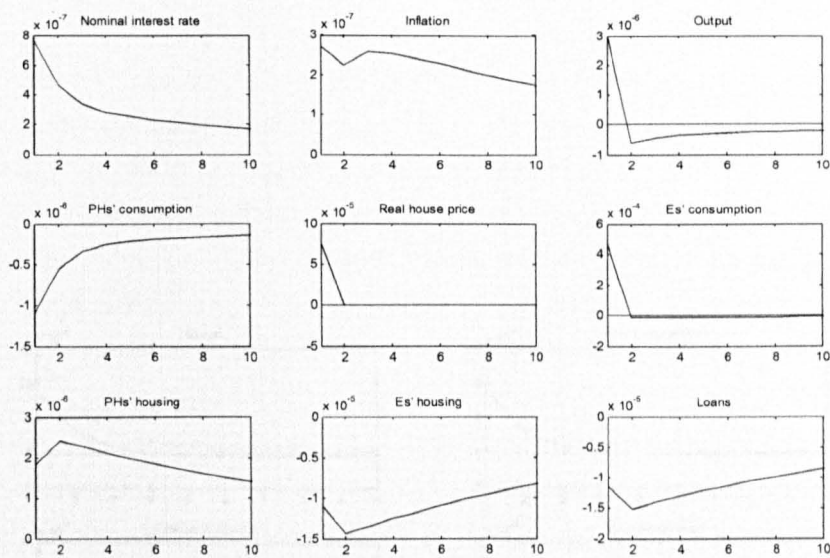 Nominal interest rate
x 10^-7
8
6
4
2
0
2 4 6 8 10
Inflation
x 10^-7
3
2
1
0
2 4 6 8 10
Output
x 10^-6
3
2
1
0
-1
2 4 6 8 10
PHs' consumption
x 10^-6
0
-0.5
-1
-1.5
2 4 6 8 10
Real house price
x 10^-5
10
5
0
-5
2 4 6 8 10
Es' consumption
x 10^-4
6
4
2
0
-2
2 4 6 8 10
PHs' housing
x 10^-6
3
2
1
0
2 4 6 8 10
Es' housing
x 10^-5
0
-0.5
-1
-1.5
2 4 6 8 10
Loans
x 10^-5
0
-0.5
-1
-1.5
-2
2 4 6 8 10